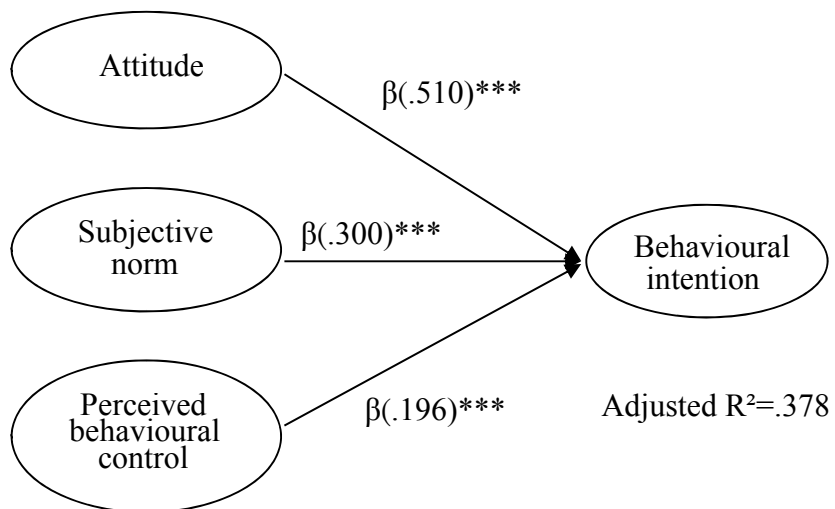 Attitude
β(.510)***
Subjective
norm
β(.300)***
Behavioural
intention
Perceived
behavioural
control
β(.196)***
Adjusted R²=.378